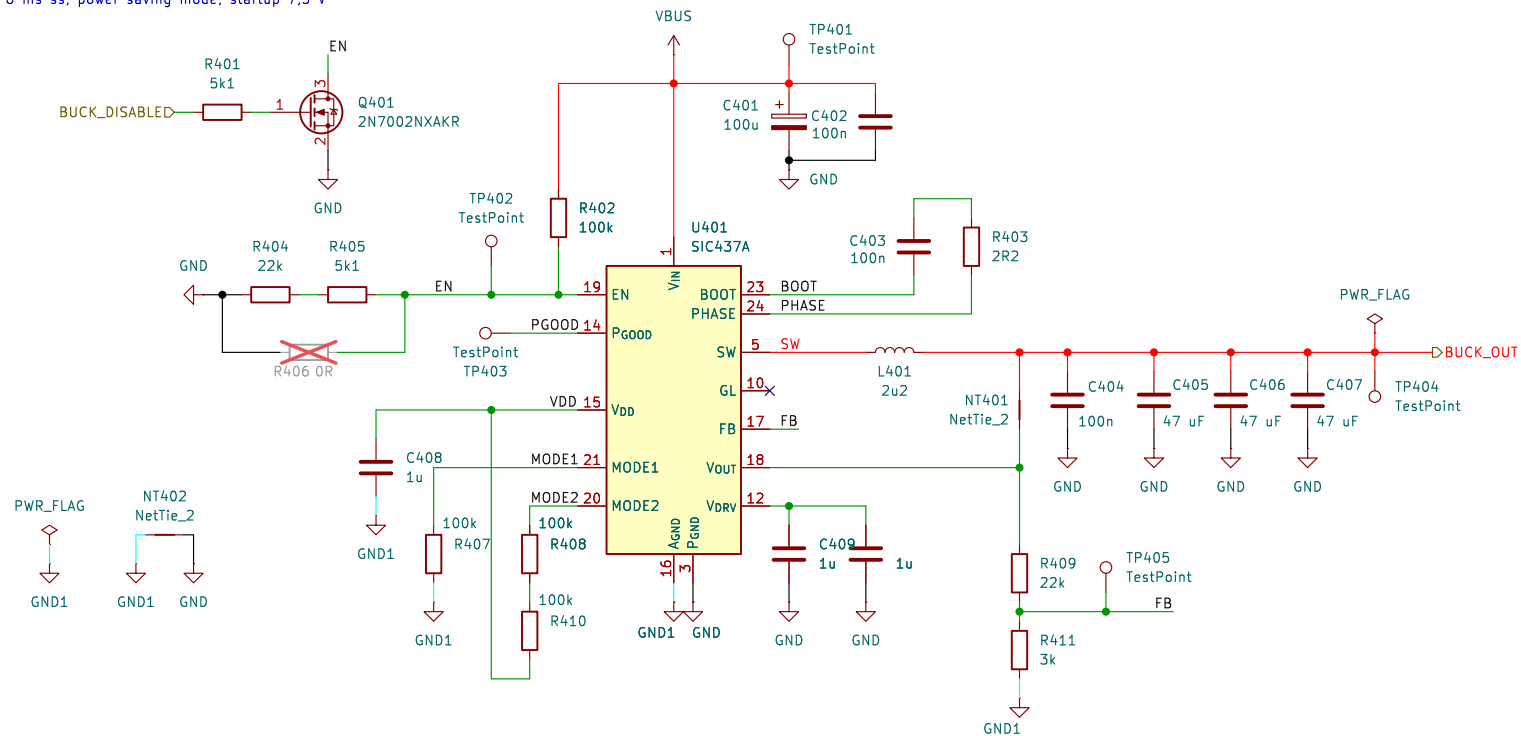 VBUS
TP401
TestPoint
EN
R401
5k1
3
BUCK_DISABLE
1
Q401
2N7002NXAKR
2
GND
C401
100u
+
C402
100n
GND
TP402
TestPoint
R402
100k
U401
SIC437A
C403
100n
R403
2R2
R404
22k
R405
5k1
GND
EN
19
EN
1
VIN
BOOT
23
BOOT
PHASE
24
PHASE
PWR_FLAG
PGOOD
14
PGOOD
TestPoint
TP403
R406 0R
SW
5
SW
L401
2u2
BUCK_OUT
GL
10
NT401
NetTie_2
C404
100n
C405
47 uF
C406
47 uF
C407
47 uF
TP404
TestPoint
VDD
15
VDD
FB
17
FB
C408
1u
MODE1
21
MODE1
VOUT
18
GND
GND
GND
GND
PWR_FLAG
NT402
NetTie_2
MODE2
20
MODE2
VDRV
12
100k
R407
100k
R408
GND1
AGND
PGND
16
3
C409
1u
1u
R409
22k
TP405
TestPoint
GND1
GND1
GND
100k
R410
FB
GND1
GND1
GND
GND
GND
R411
3k
GND1